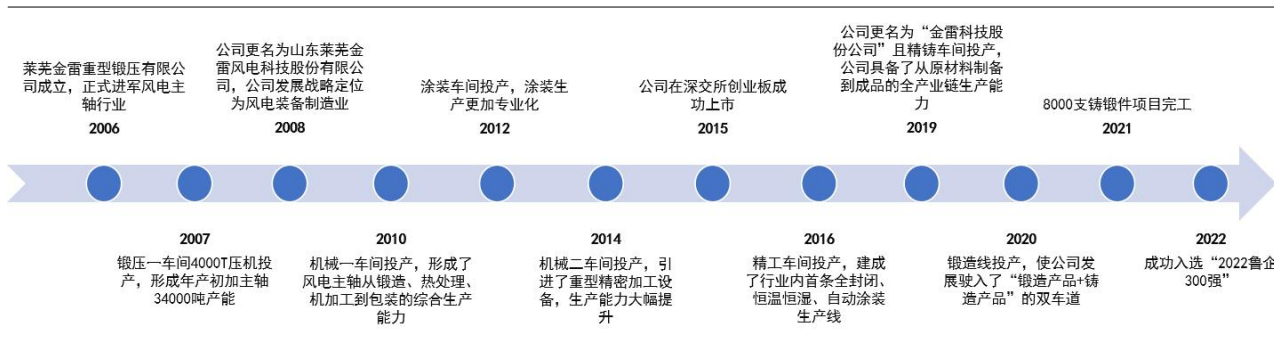 莱芜金雷重型锻压有限公
司成立，正式进军风电主
轴行业
2006
公司更名为山东莱芜金
雷风电科技股份有限公
司，公司发展战略定位
为风电装备制造业
2008
涂装车间投产，涂装生
产更加专业化
2012
公司在深交所创业板成
功上市
2015
公司更名为“金雷科技股
份公司”且精铸车间投产，
公司具备了从原材料制备
到成品的全产业链生产能
力
2019
8000支铸锻件项目完工
2021
2007
锻压一车间4000T压机投
产，形成年产初加主轴
34000吨产能
2010
机械一车间投产，形成了
风电主轴从锻造、热处理、
机加工到包装的综合生产
能力
2014
机械二车间投产，引
进了重型精密加工设
备，生产能力大幅提
升
2016
精工车间投产，建成
了行业内首条全封闭、
恒温恒湿、自动涂装
生产线
2020
锻造线投产，使公司发
展驶入了“锻造产品+铸
造产品”的双车道
2022
成功入选“2022鲁企
300强”